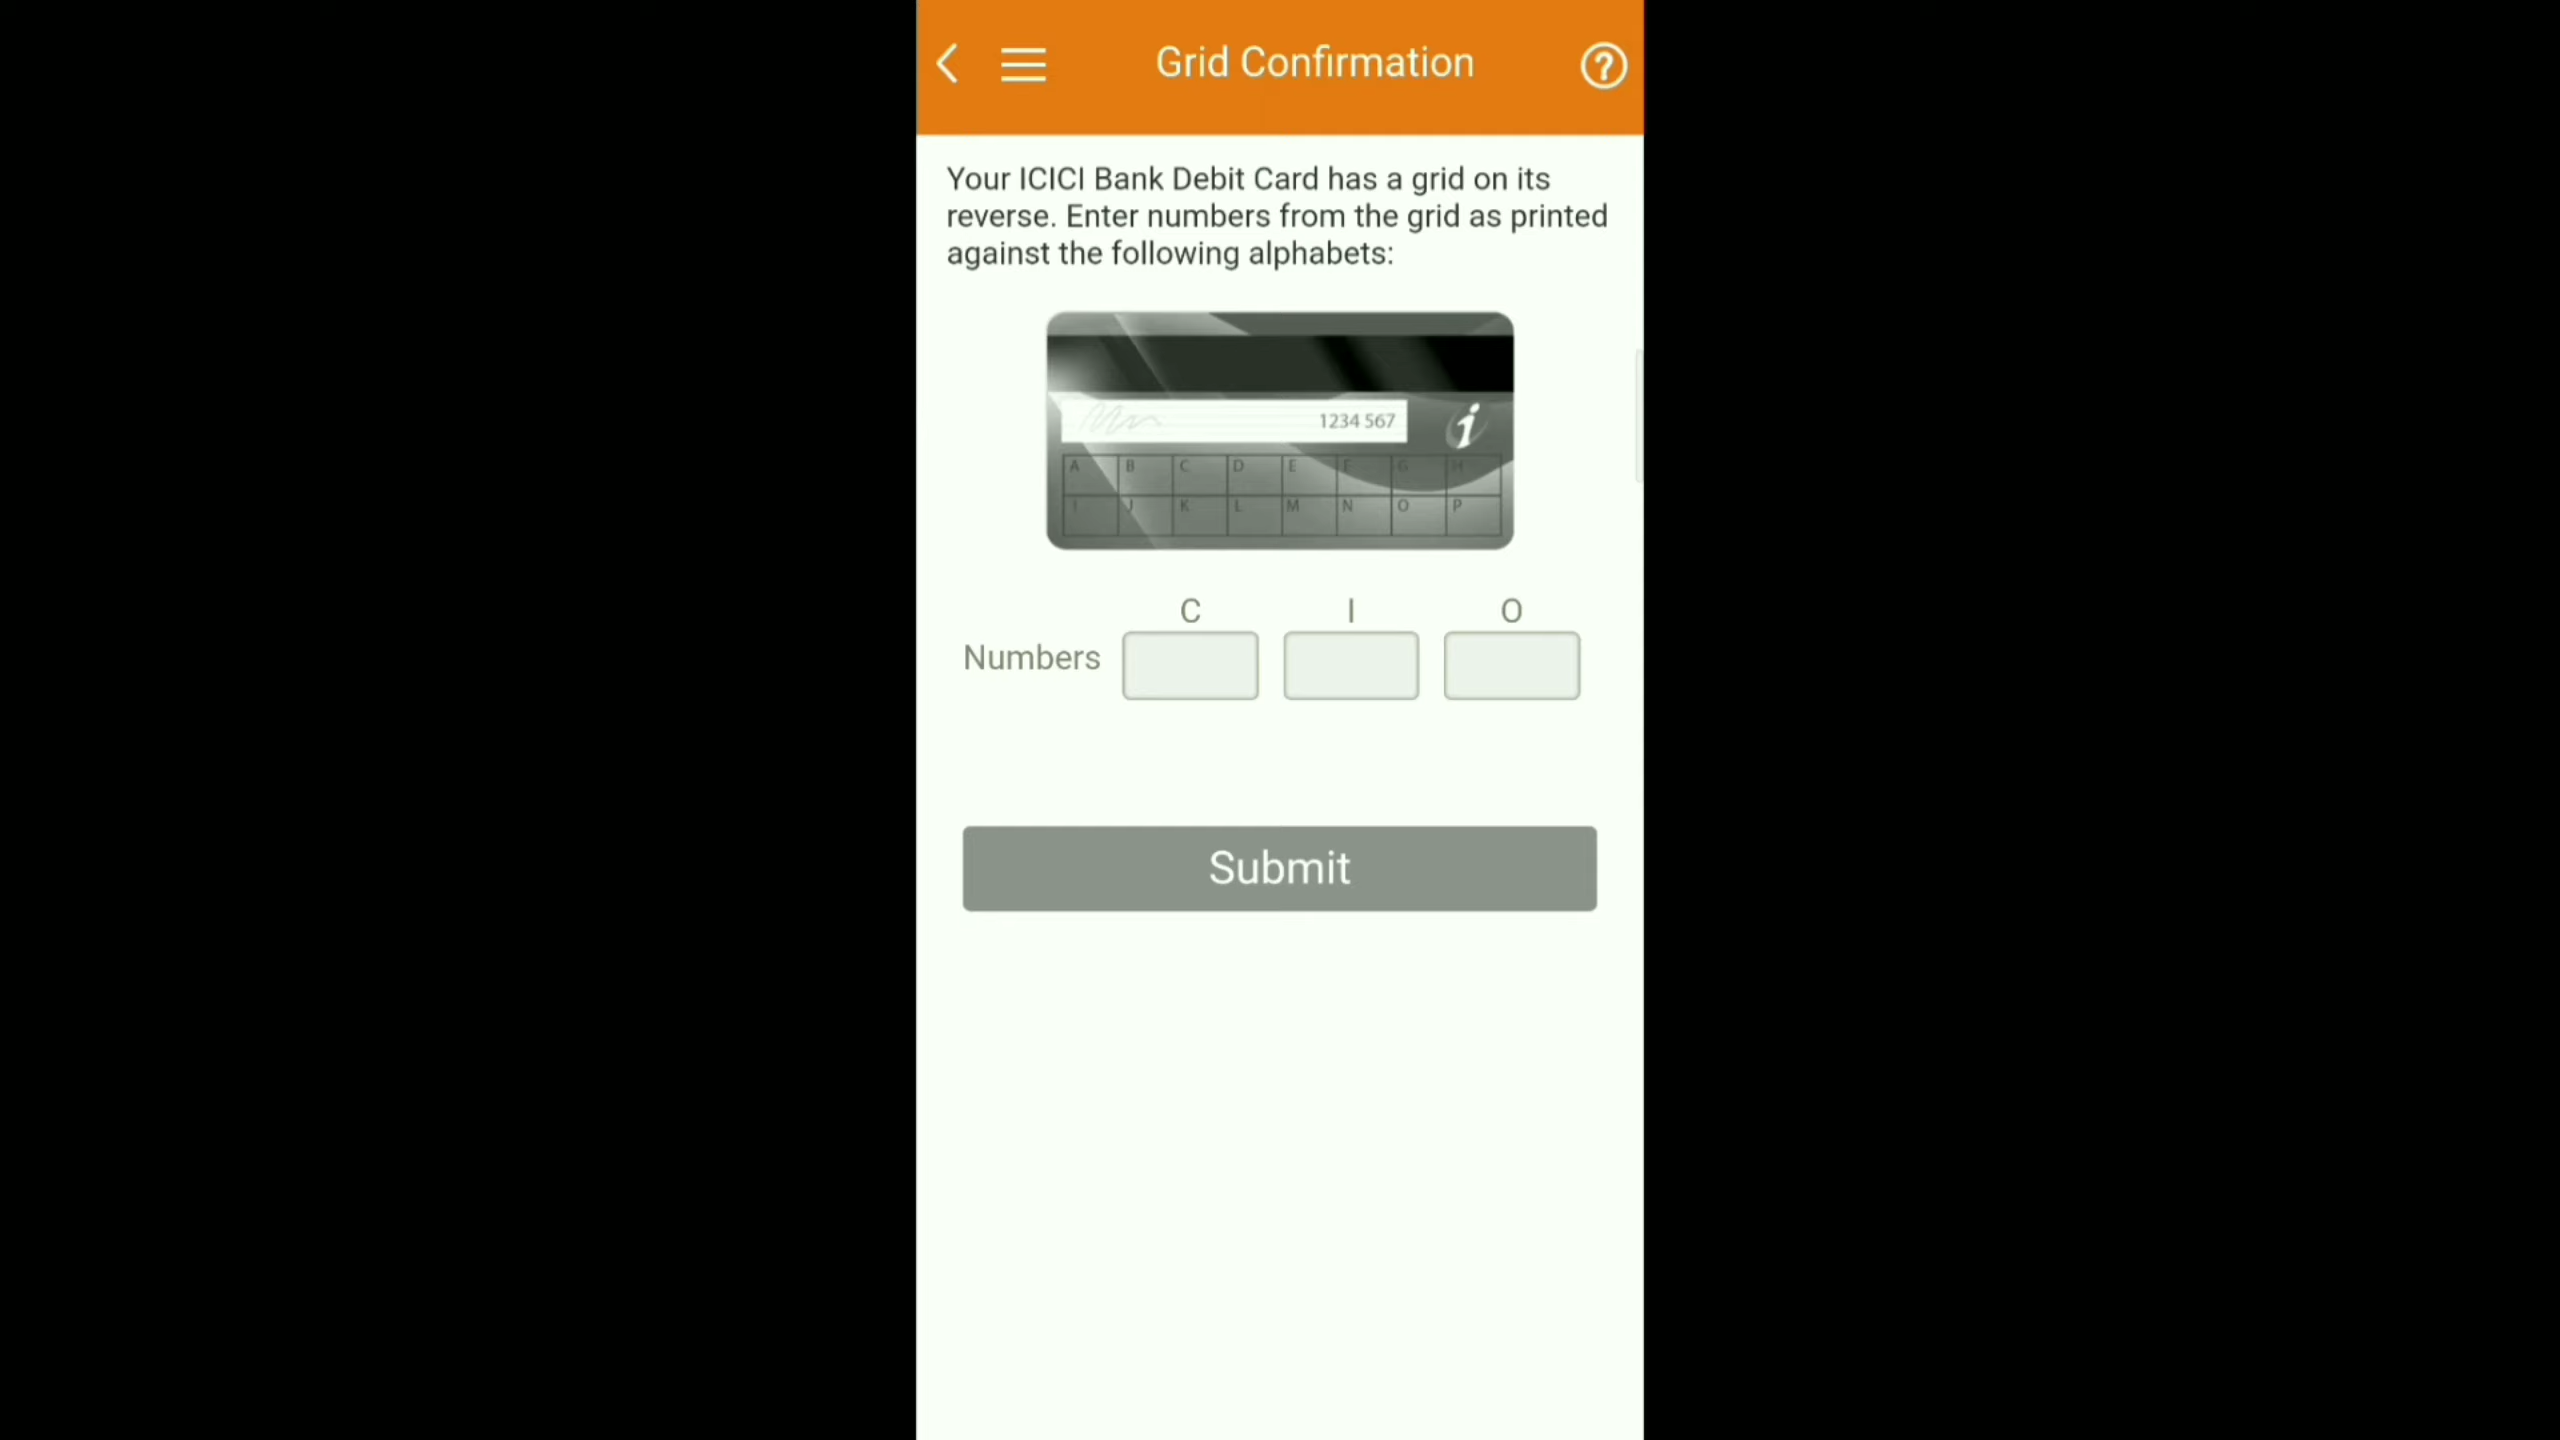 Grid Confirmation
Your ICICI Bank Debit Card has a grid on its
reverse. Enter numbers from the grid as printed
against the following alphabets:
1234 567
i
A B C D E F G H
I J K L M N O P
C I O
Numbers
Submit